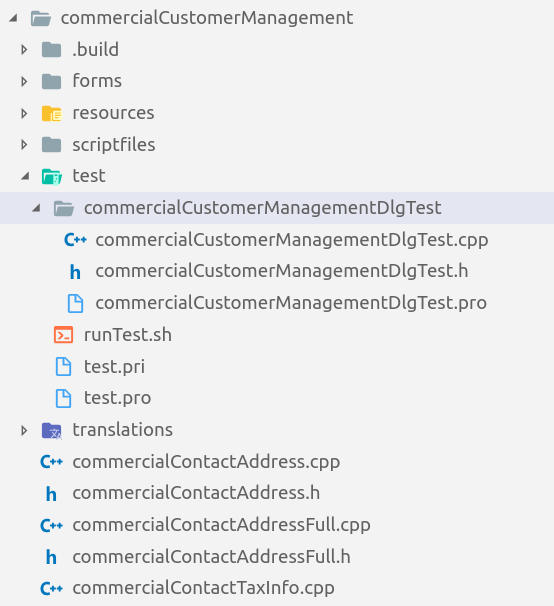 commercialCustomerManagement
.build
forms
resources
scriptfiles
test
commercialCustomerManagementDlgTest
C++ commercialCustomerManagementDlgTest.cpp
h commercialCustomerManagementDlgTest.h
commercialCustomerManagementDlgTest.pro
runTest.sh
test.pri
test.pro
translations
C++ commercialContactAddress.cpp
h commercialContactAddress.h
C++ commercialContactAddressFull.cpp
h commercialContactAddressFull.h
C++ commercialContactTaxInfo.cpp